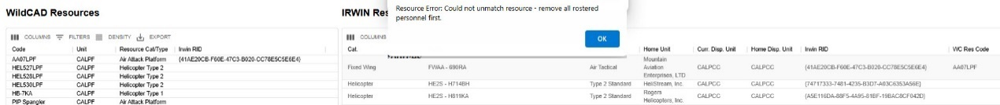 WildCAD Resources
IRWIN Res
Resource Error: Could not unmatch resource - remove all rostered
personnel first.
OK
COLUMNS FILTERS DENSITY EXPORT
COLUMNS
Code Unit Resource Cat/Type Irwin RID
AA07LPF CALPF Air Attack Platform {41AE20CB-F60E-47C3-B020-CC78E5C5E6E4}
HEL527LPF CALPF Helicopter Type 2
HEL528LPF CALPF Helicopter Type 2
HEL530LPF CALPF Helicopter Type 2
HB-7KA CALPF Helicopter Type 1
PIP Spangler CALPF Air Attack Platform
Cat. Home Unit Curr. Disp. Unit Home Disp. Unit Irwin RID WC Res Code
Fixed Wing FWAA - 690RA Air Tactical Mountain Aviation Enterprises, LTD CALPCC CALPCC {41AE20CB-F60E-47C3-B020-CC78E5C5E6E4} AA07LPF
Helicopter HE2S - H714BH Type 2 Standard HeliStream, Inc. CALPCC CALPCC {74717333-7481-4235-B3D7-A03C6353A56E}
Helicopter HE2S - H811KA Type 2 Standard Rogers Helicopters, Inc. CALPCC CALPCC {A5E116DA-88F5-4A95-81BF-19BAC8CF042D}